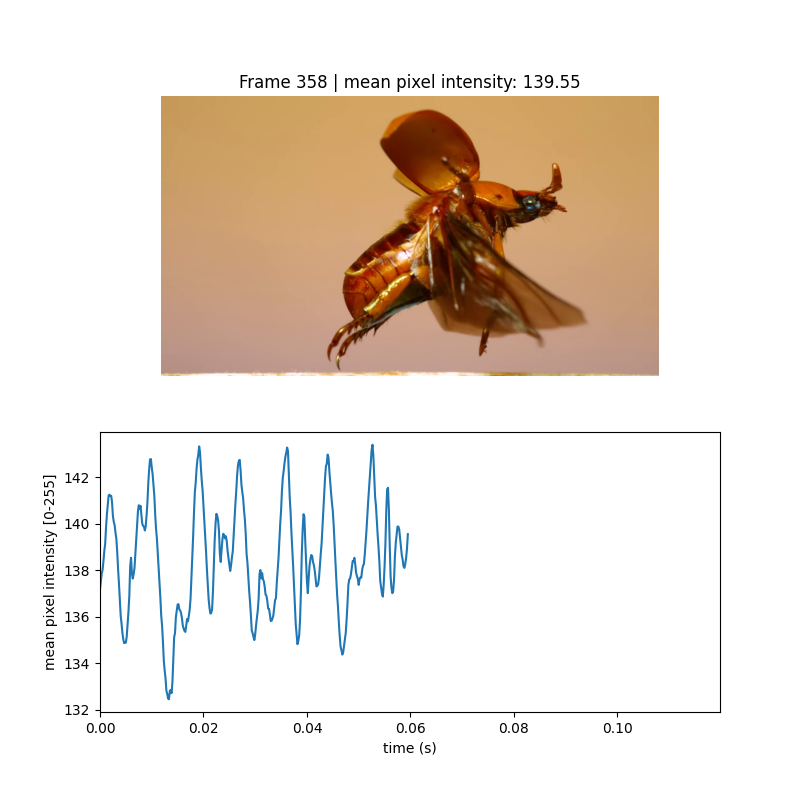 Frame 358 | mean pixel intensity: 139.55
142
140
138
136
134
132
mean pixel intensity [0-255]
0.00 0.02 0.04 0.06 0.08 0.10
time (s)